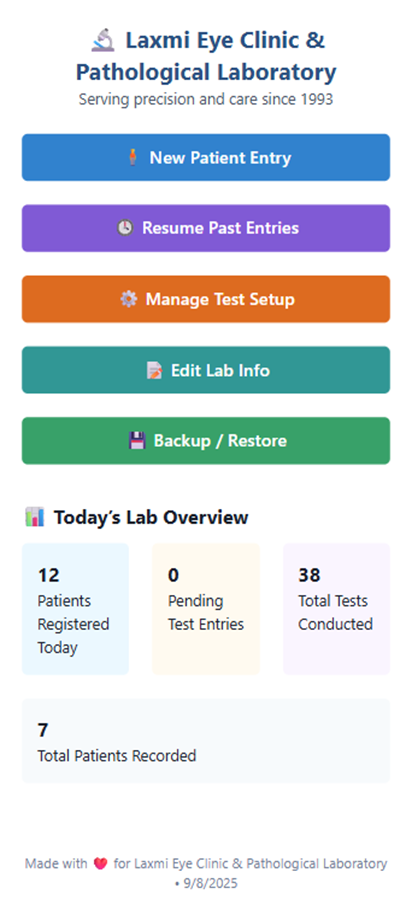 🔬 Laxmi Eye Clinic &
Pathological Laboratory
Serving precision and care since 1993
🧍 New Patient Entry
🕒 Resume Past Entries
⚙️ Manage Test Setup
📝 Edit Lab Info
💾 Backup / Restore
📊 Today's Lab Overview
12
Patients
Registered
Today
0
Pending
Test Entries
38
Total Tests
Conducted
7
Total Patients Recorded
Made with ❤️ for Laxmi Eye Clinic & Pathological Laboratory
• 9/8/2025